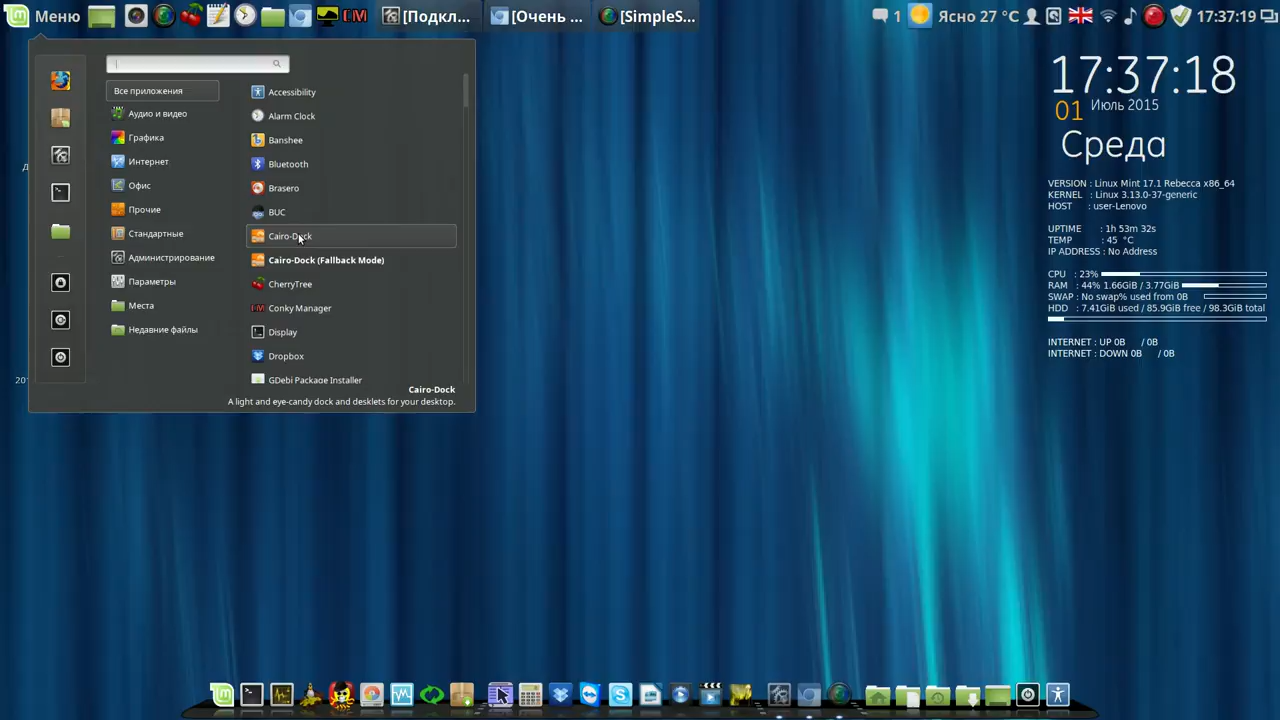 Меню
[Подкл...
[Очень ...
[SimpleS...
1
Ясно 27 °C
17:37:19
Все приложения
Аудио и видео
Графика
Интернет
Офис
Прочие
Стандартные
Администрирование
Параметры
Места
Недавние файлы
Accessibility
Alarm Clock
Banshee
Bluetooth
Brasero
BUC
Cairo-Dock
Cairo-Dock (Fallback Mode)
CherryTree
Conky Manager
Display
Dropbox
GDebi Package Installer
Cairo-Dock
A light and eye-candy dock and desklets for your desktop.
17:37:18
01 Июль 2015
Среда
VERSION : Linux Mint 17.1 Rebecca x86_64
KERNEL : Linux 3.13.0-37-generic
HOST : user-Lenovo
UPTIME : 1h 53m 32s
TEMP : 45 °C
IP ADDRESS : No Address
CPU : 23%
RAM : 44% 1.66GiB / 3.77GiB
SWAP : No swap% used from 0B
HDD : 7.41GiB used / 85.9GiB free / 98.3GiB total
INTERNET : UP 0B / 0B
INTERNET : DOWN 0B / 0B